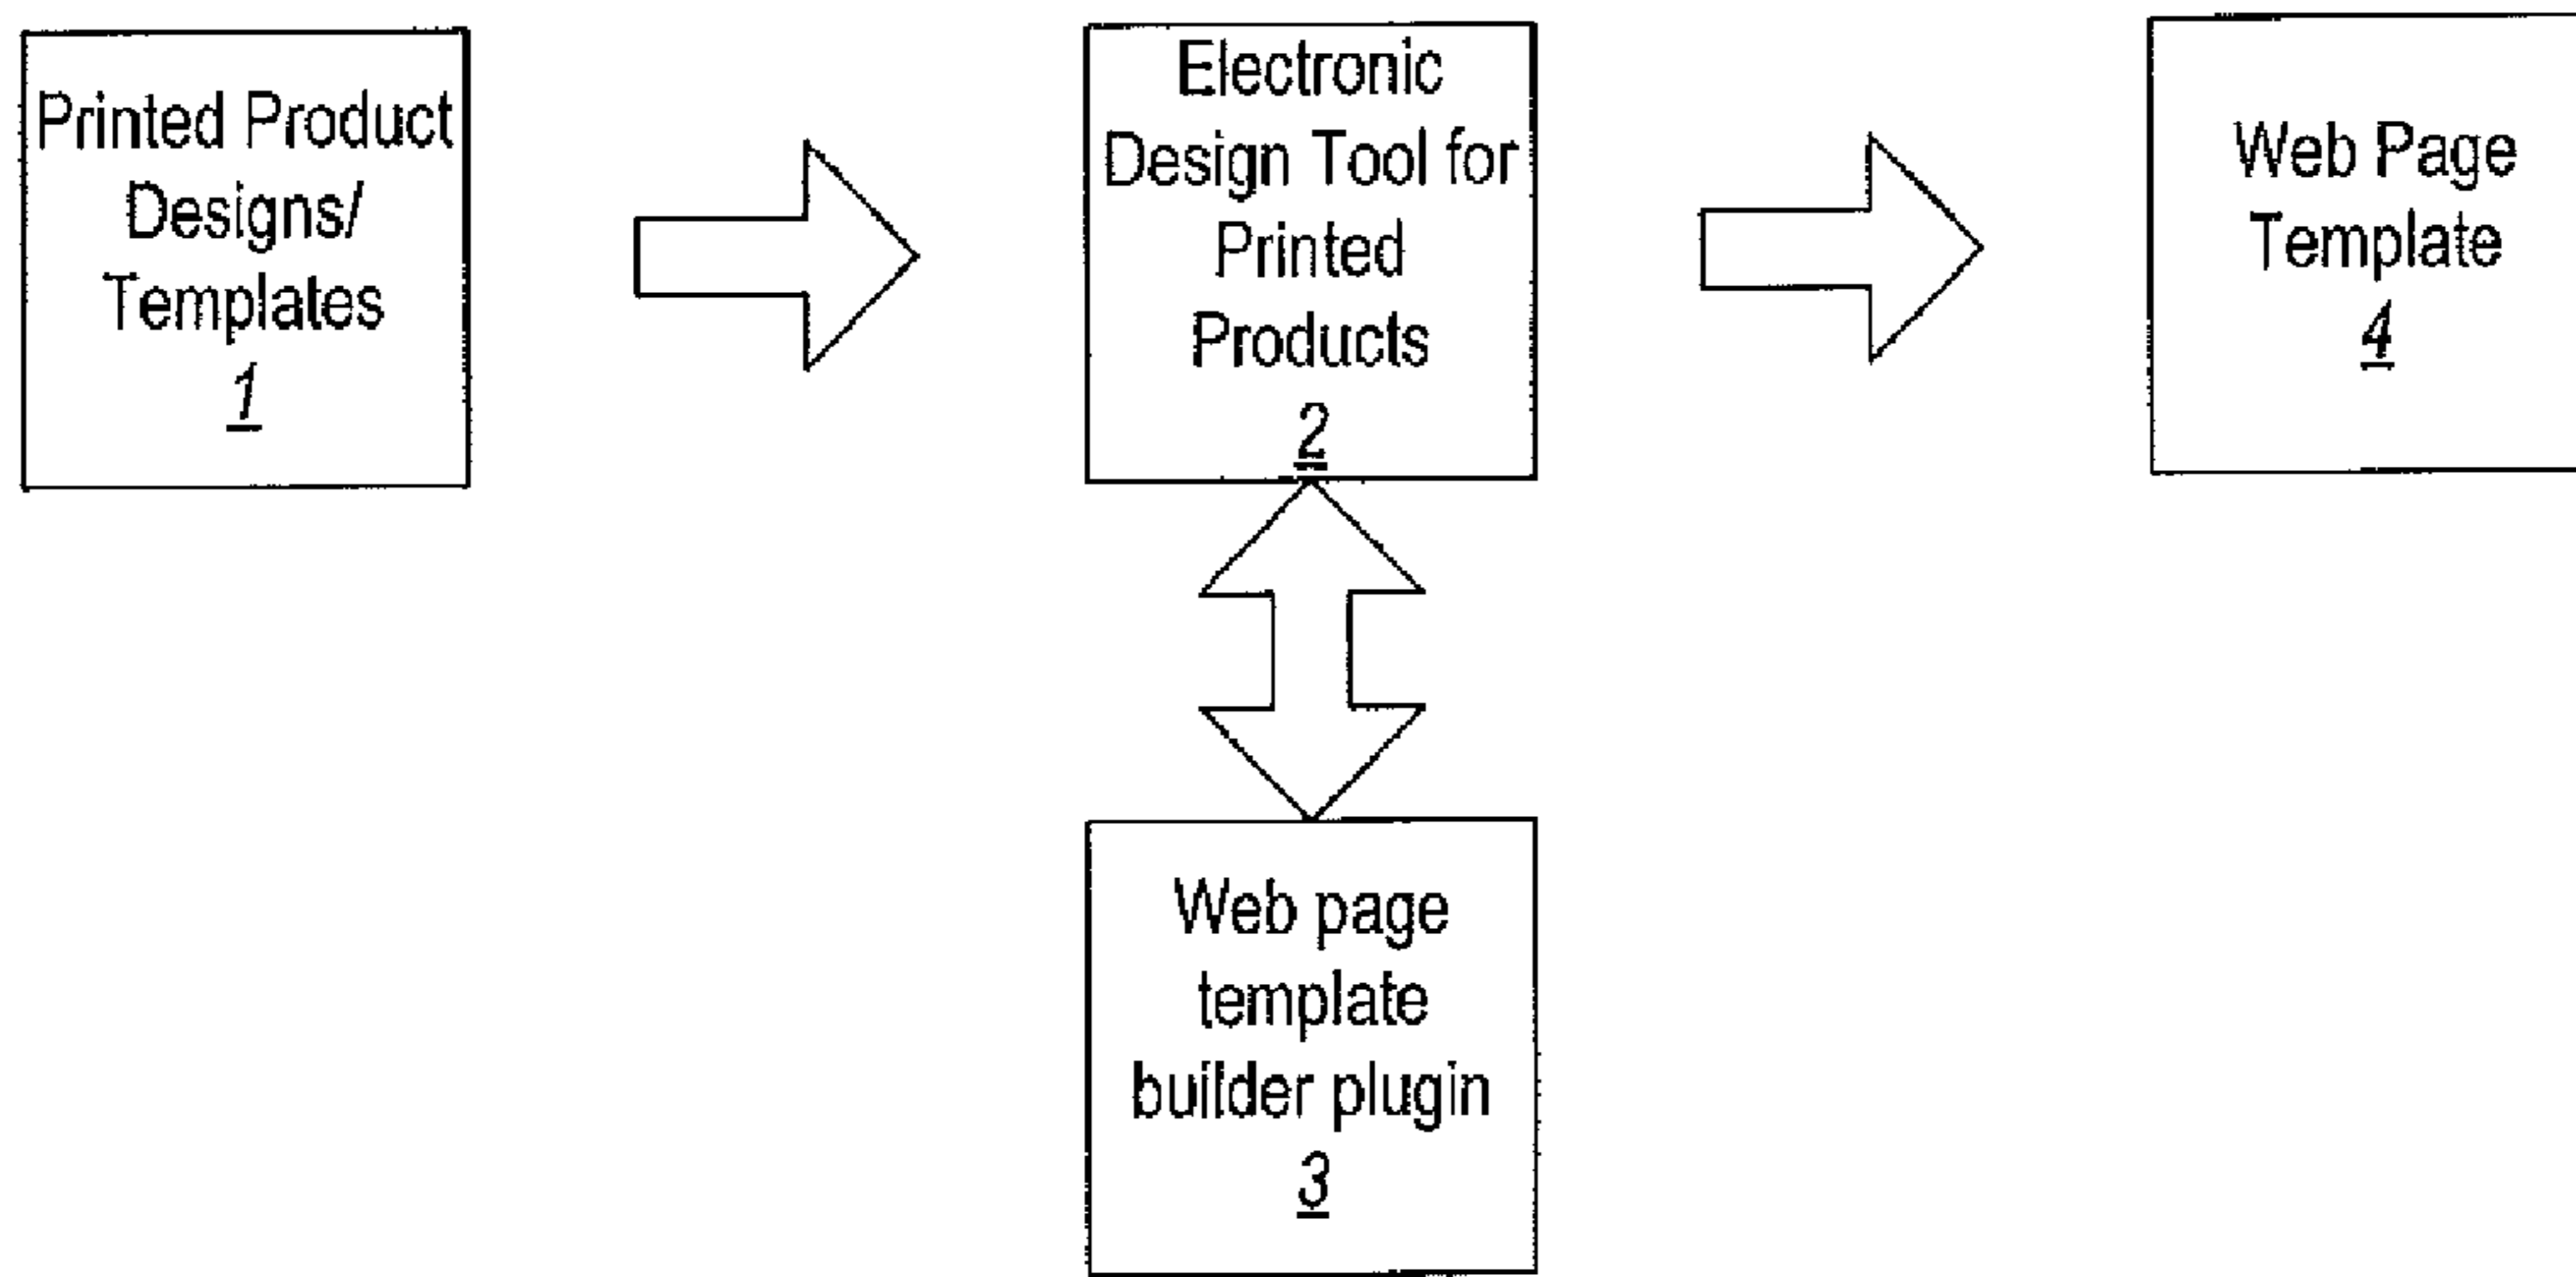 Printed Product
Designs/
Templates
1
Electronic
Design Tool for
Printed
Products
2
Web Page
Template
4
Web page
template
builder plugin
3